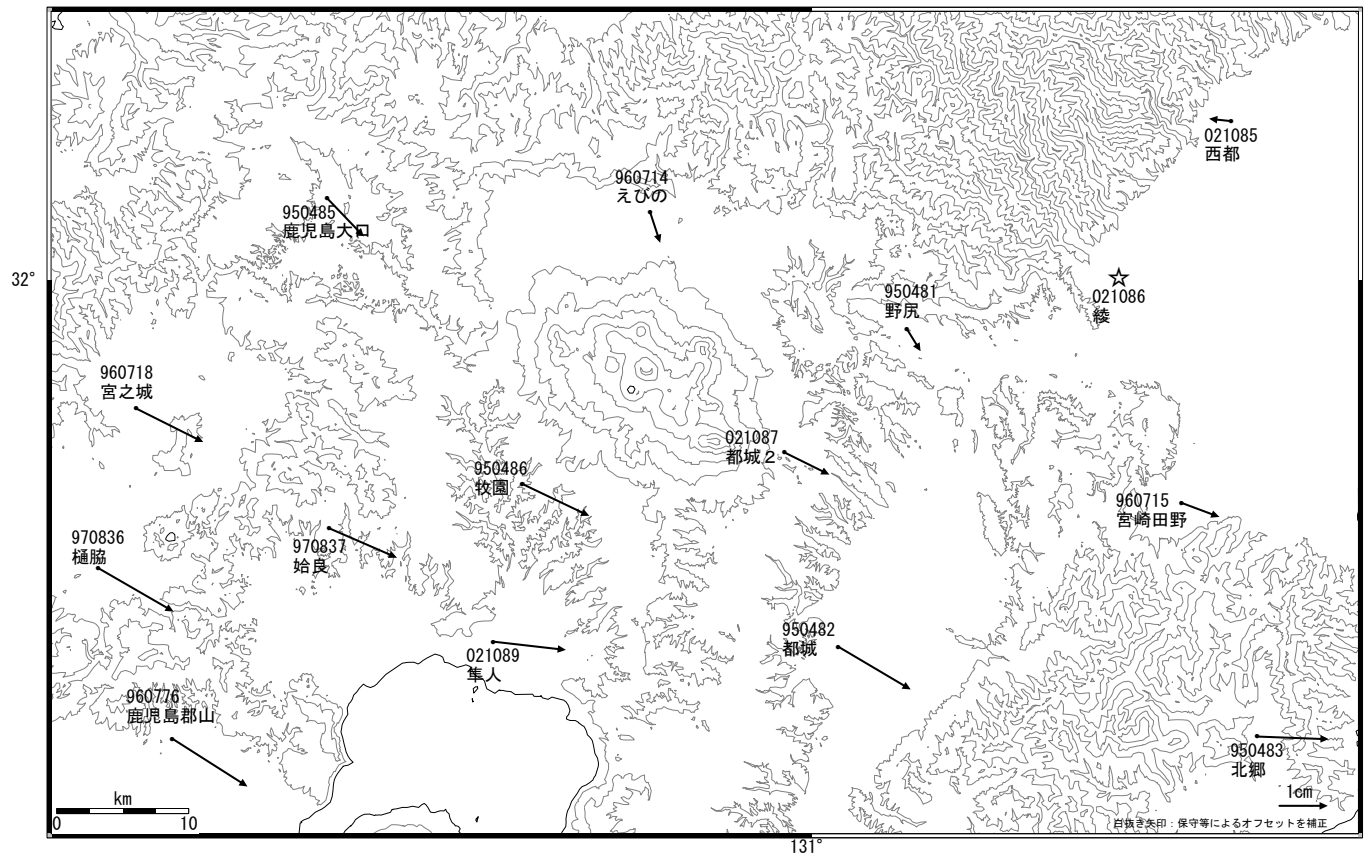 021085
西都
960714
えびの
950485
鹿児島大口
32°
950481
野尻
021086
綾
960718
宮之城
021087
都城２
950486
牧園
960715
宮崎田野
970836
樋脇
970837
姶良
950482
都城
021089
隼人
960776
鹿児島郡山
950483
北郷
km
0 10
1cm
白抜き矢印：保守等によるオフセットを補正
131°